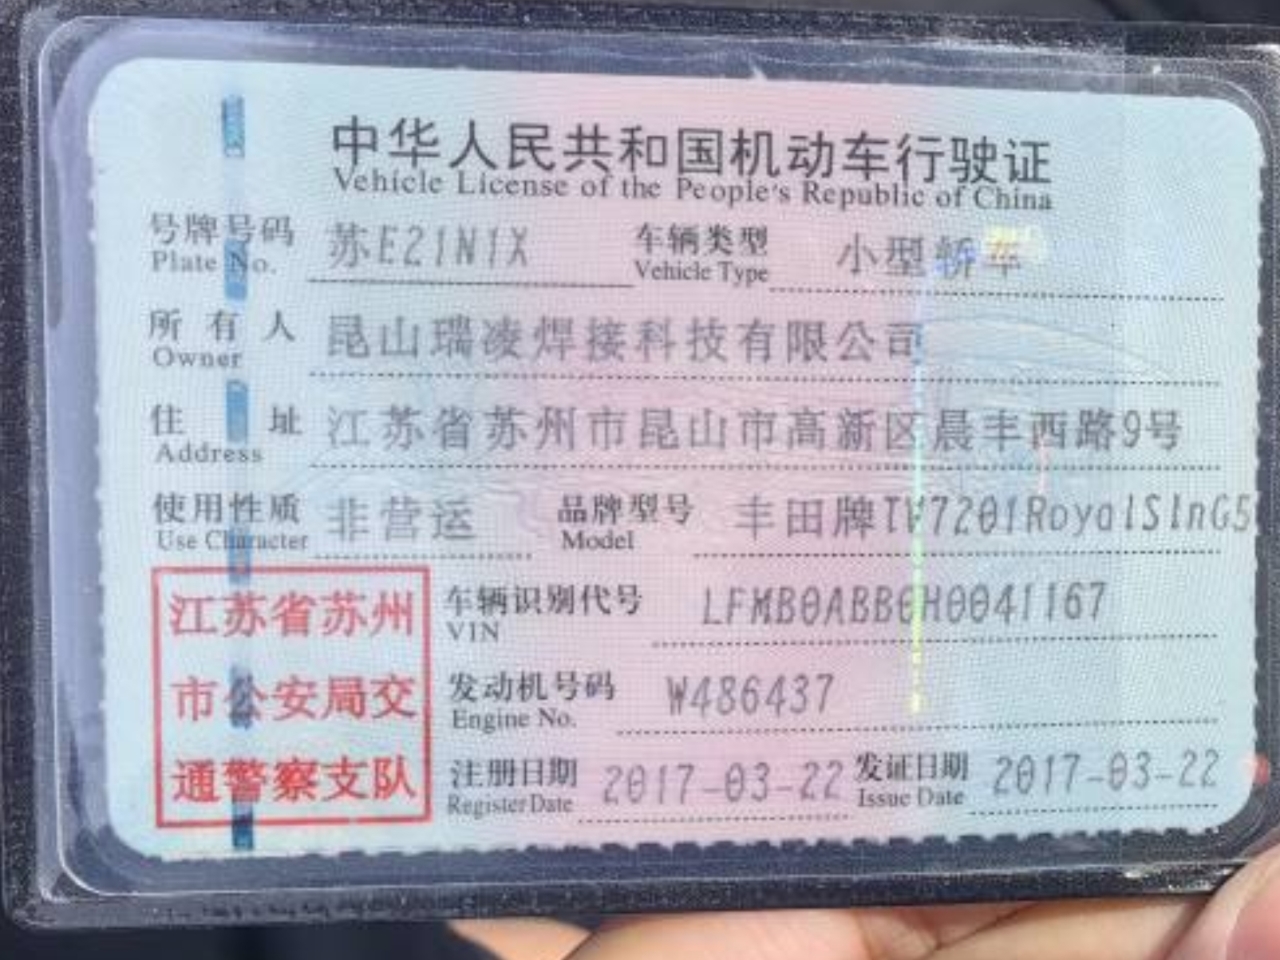 中华人民共和国机动车行驶证
Vehicle License of the People's Republic of China
号牌号码 苏E21N1X 车辆类型 小型轿车
Plate No. Vehicle Type
所有人 昆山瑞凌焊接科技有限公司
Owner
住址 江苏省苏州市昆山市高新区晨丰西路9号
Address
使用性质 非营运 品牌型号 丰田牌TV7201RoyalSlnG5
Use Character Model
江苏省苏州
市公安局交
通警察支队
车辆识别代号 LFMB0ABB0H0041167
VIN
发动机号码 W486437
Engine No.
注册日期 2017-03-22 发证日期 2017-03-22
Register Date Issue Date